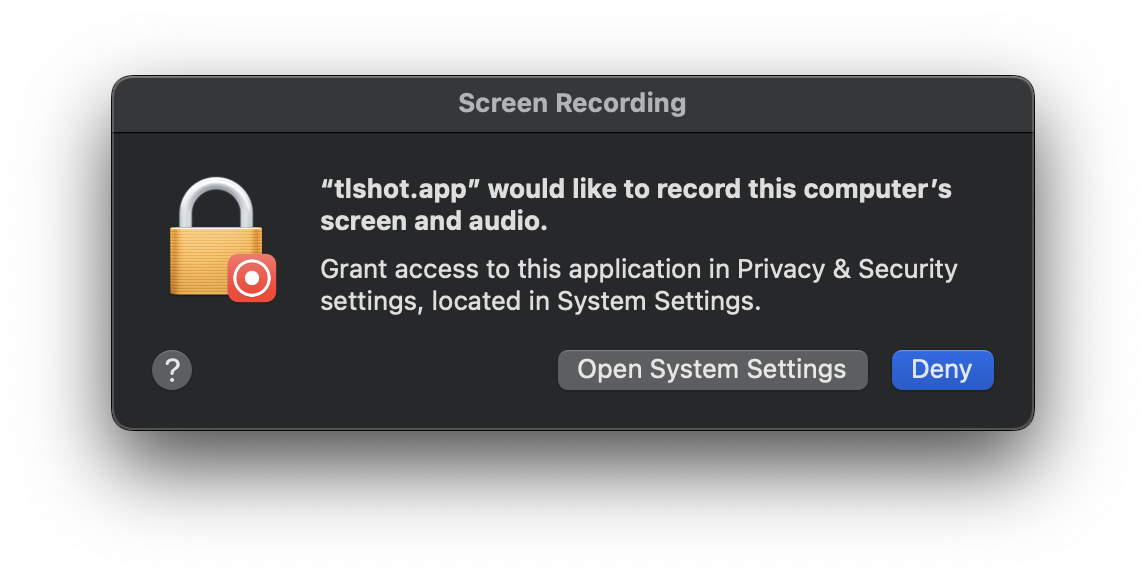 Screen Recording
“tlshot.app” would like to record this computer’s
screen and audio.
Grant access to this application in Privacy & Security
settings, located in System Settings.
?
Open System Settings
Deny